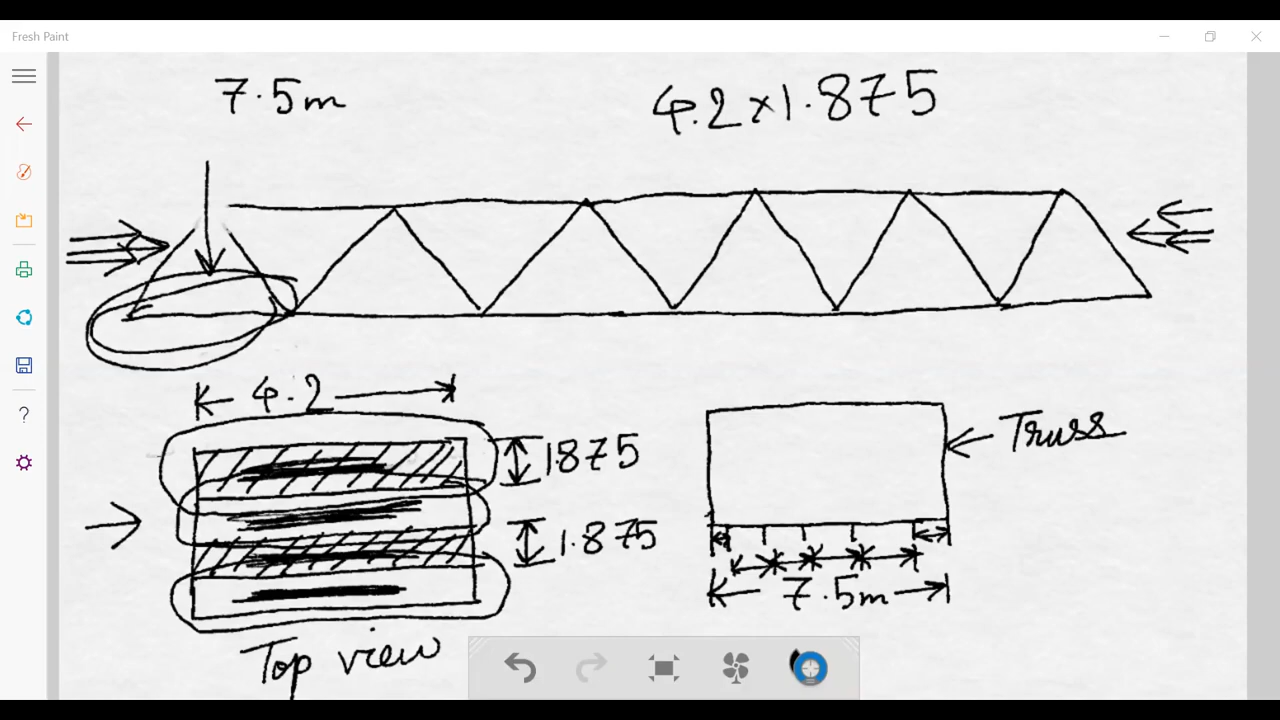 Fresh Paint
7.5m
4.2×1.875
4.2
1875
1.875
Top view
Truss
7.5m
?